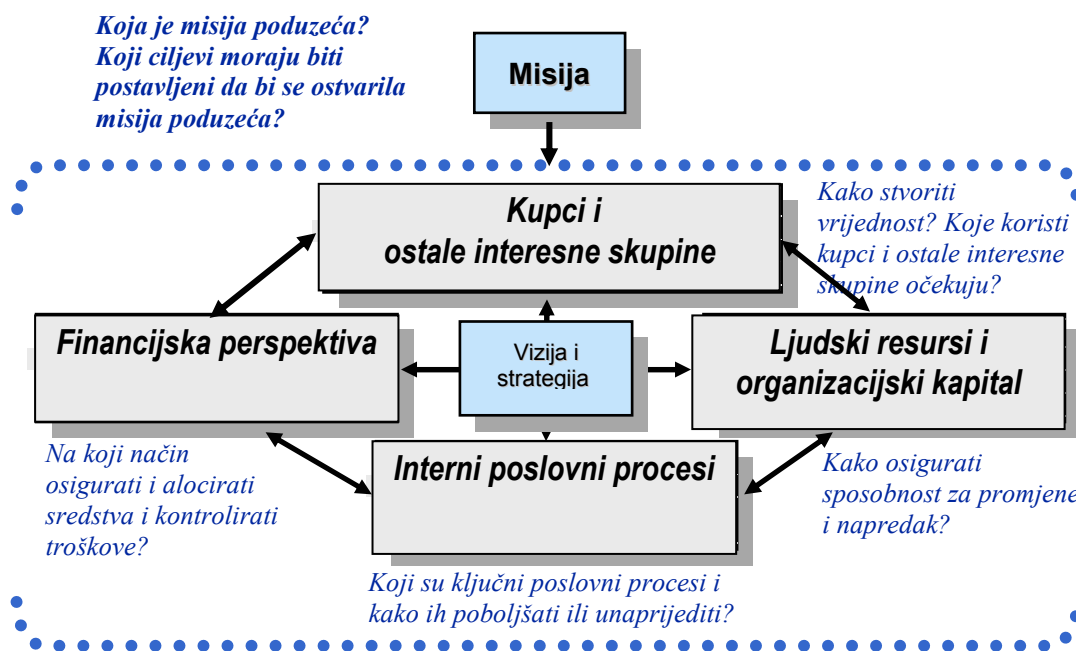 Koja je misija poduzeća?
Koji ciljevi moraju biti
postavljeni da bi se ostvarila
misija poduzeća?
Misija
Kupci i
ostale interesne skupine
Kako stvoriti
vrijednost? Koje koristi
kupci i ostale interesne
skupine očekuju?
Financijska perspektiva
Vizija i
strategija
Ljudski resursi i
organizacijski kapital
Na koji način
osigurati i alocirati
sredstva i kontrolirati
troškove?
Interni poslovni procesi
Kako osigurati
sposobnost za promjene
i napredak?
Koji su ključni poslovni procesi i
kako ih poboljšati ili unaprijediti?